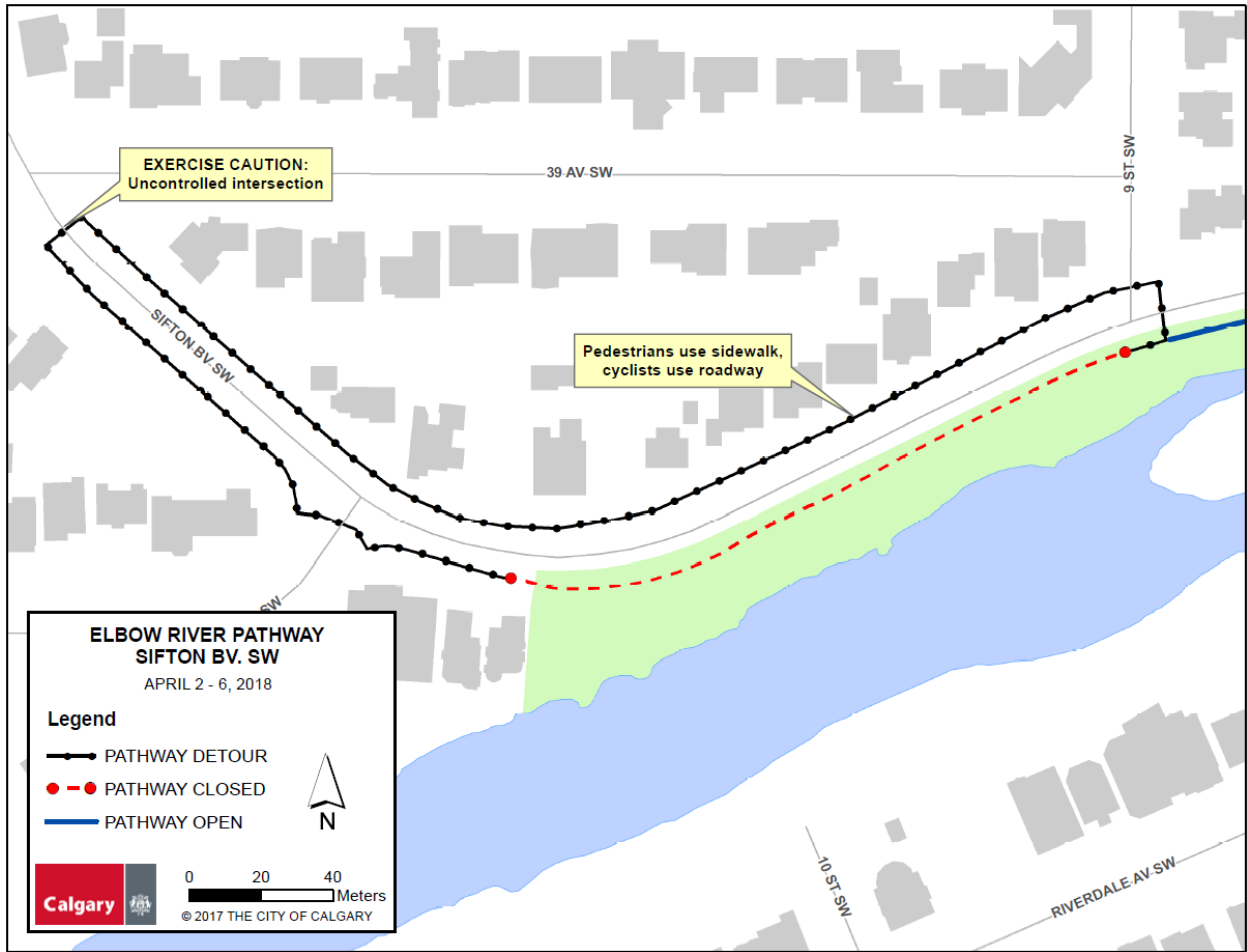 EXERCISE CAUTION:
Uncontrolled intersection
39 AV SW
9 ST SW
SIFTON BV. SW
Pedestrians use sidewalk,
cyclists use roadway
SW
ELBOW RIVER PATHWAY
SIFTON BV. SW
APRIL 2 - 6, 2018
Legend
PATHWAY DETOUR
PATHWAY CLOSED
PATHWAY OPEN
N
0 20 40
Meters
Calgary
© 2017 THE CITY OF CALGARY
10 ST SW
RIVERDALE AV SW